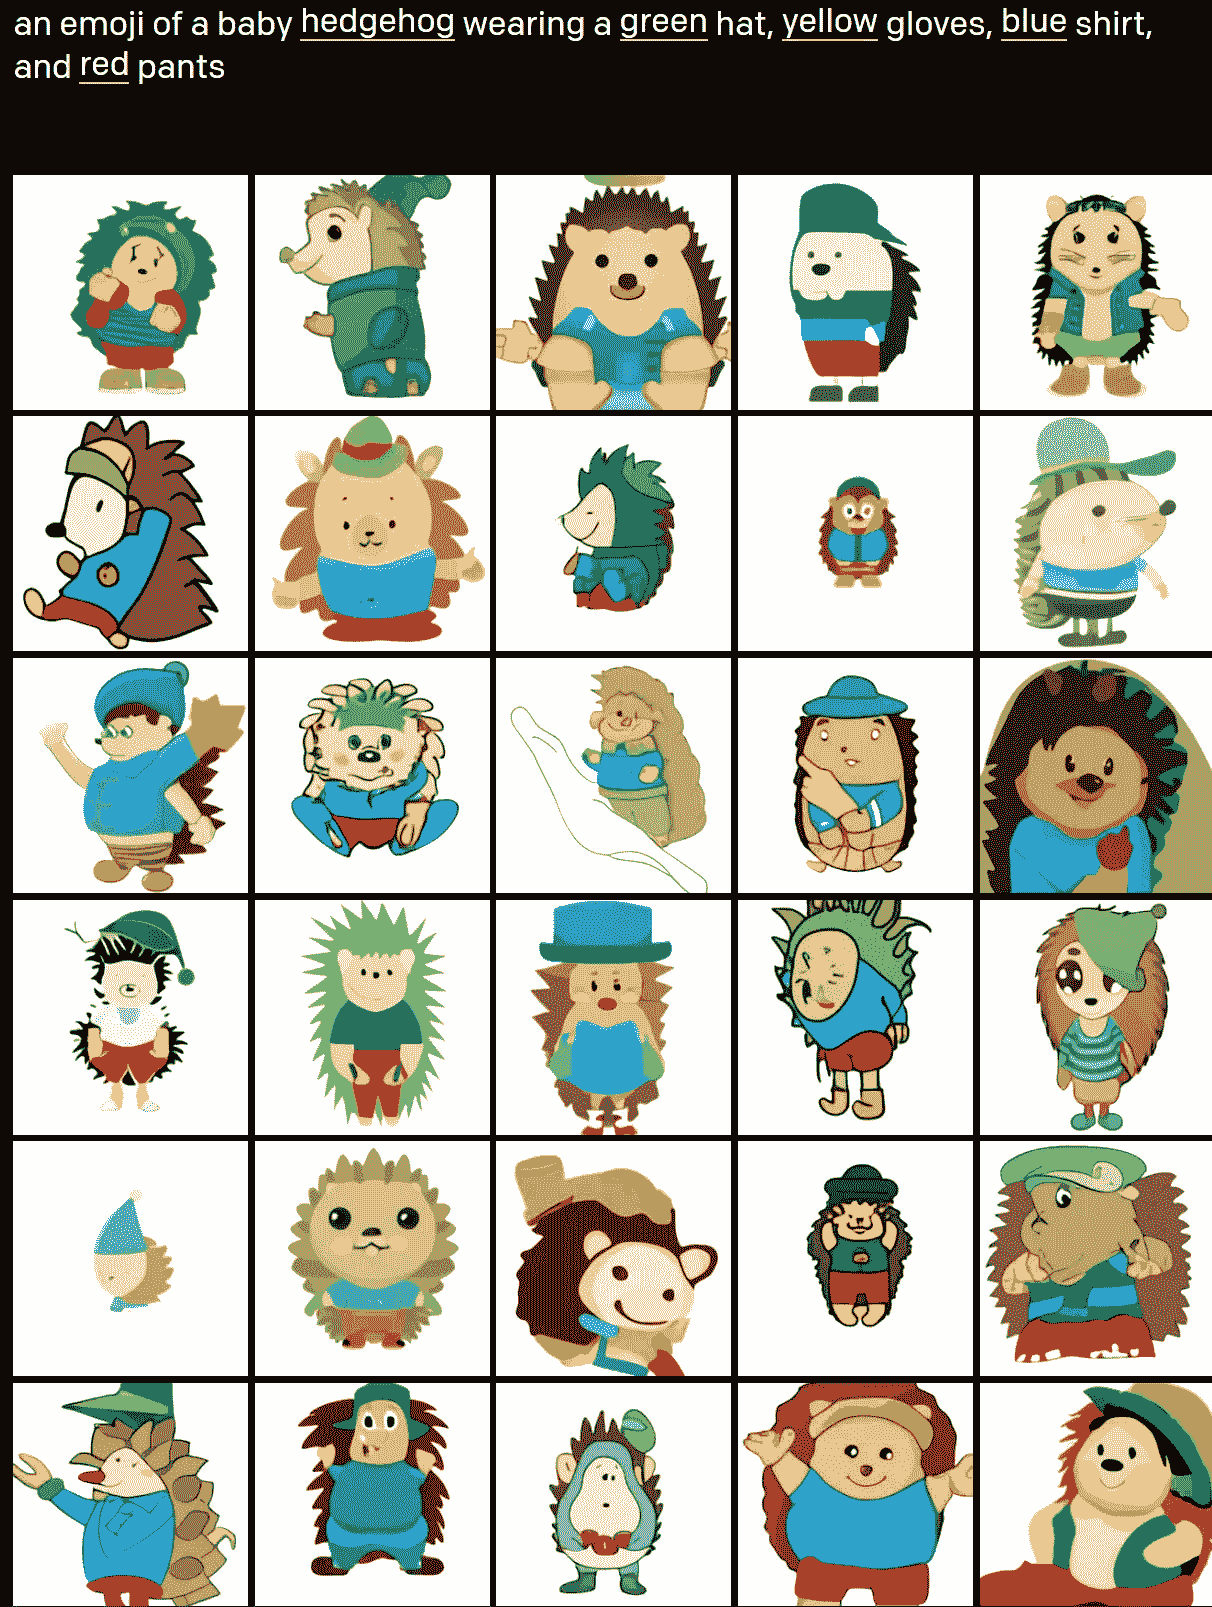 an emoji of a baby hedgehog wearing a green hat, yellow gloves, blue shirt,
and red pants